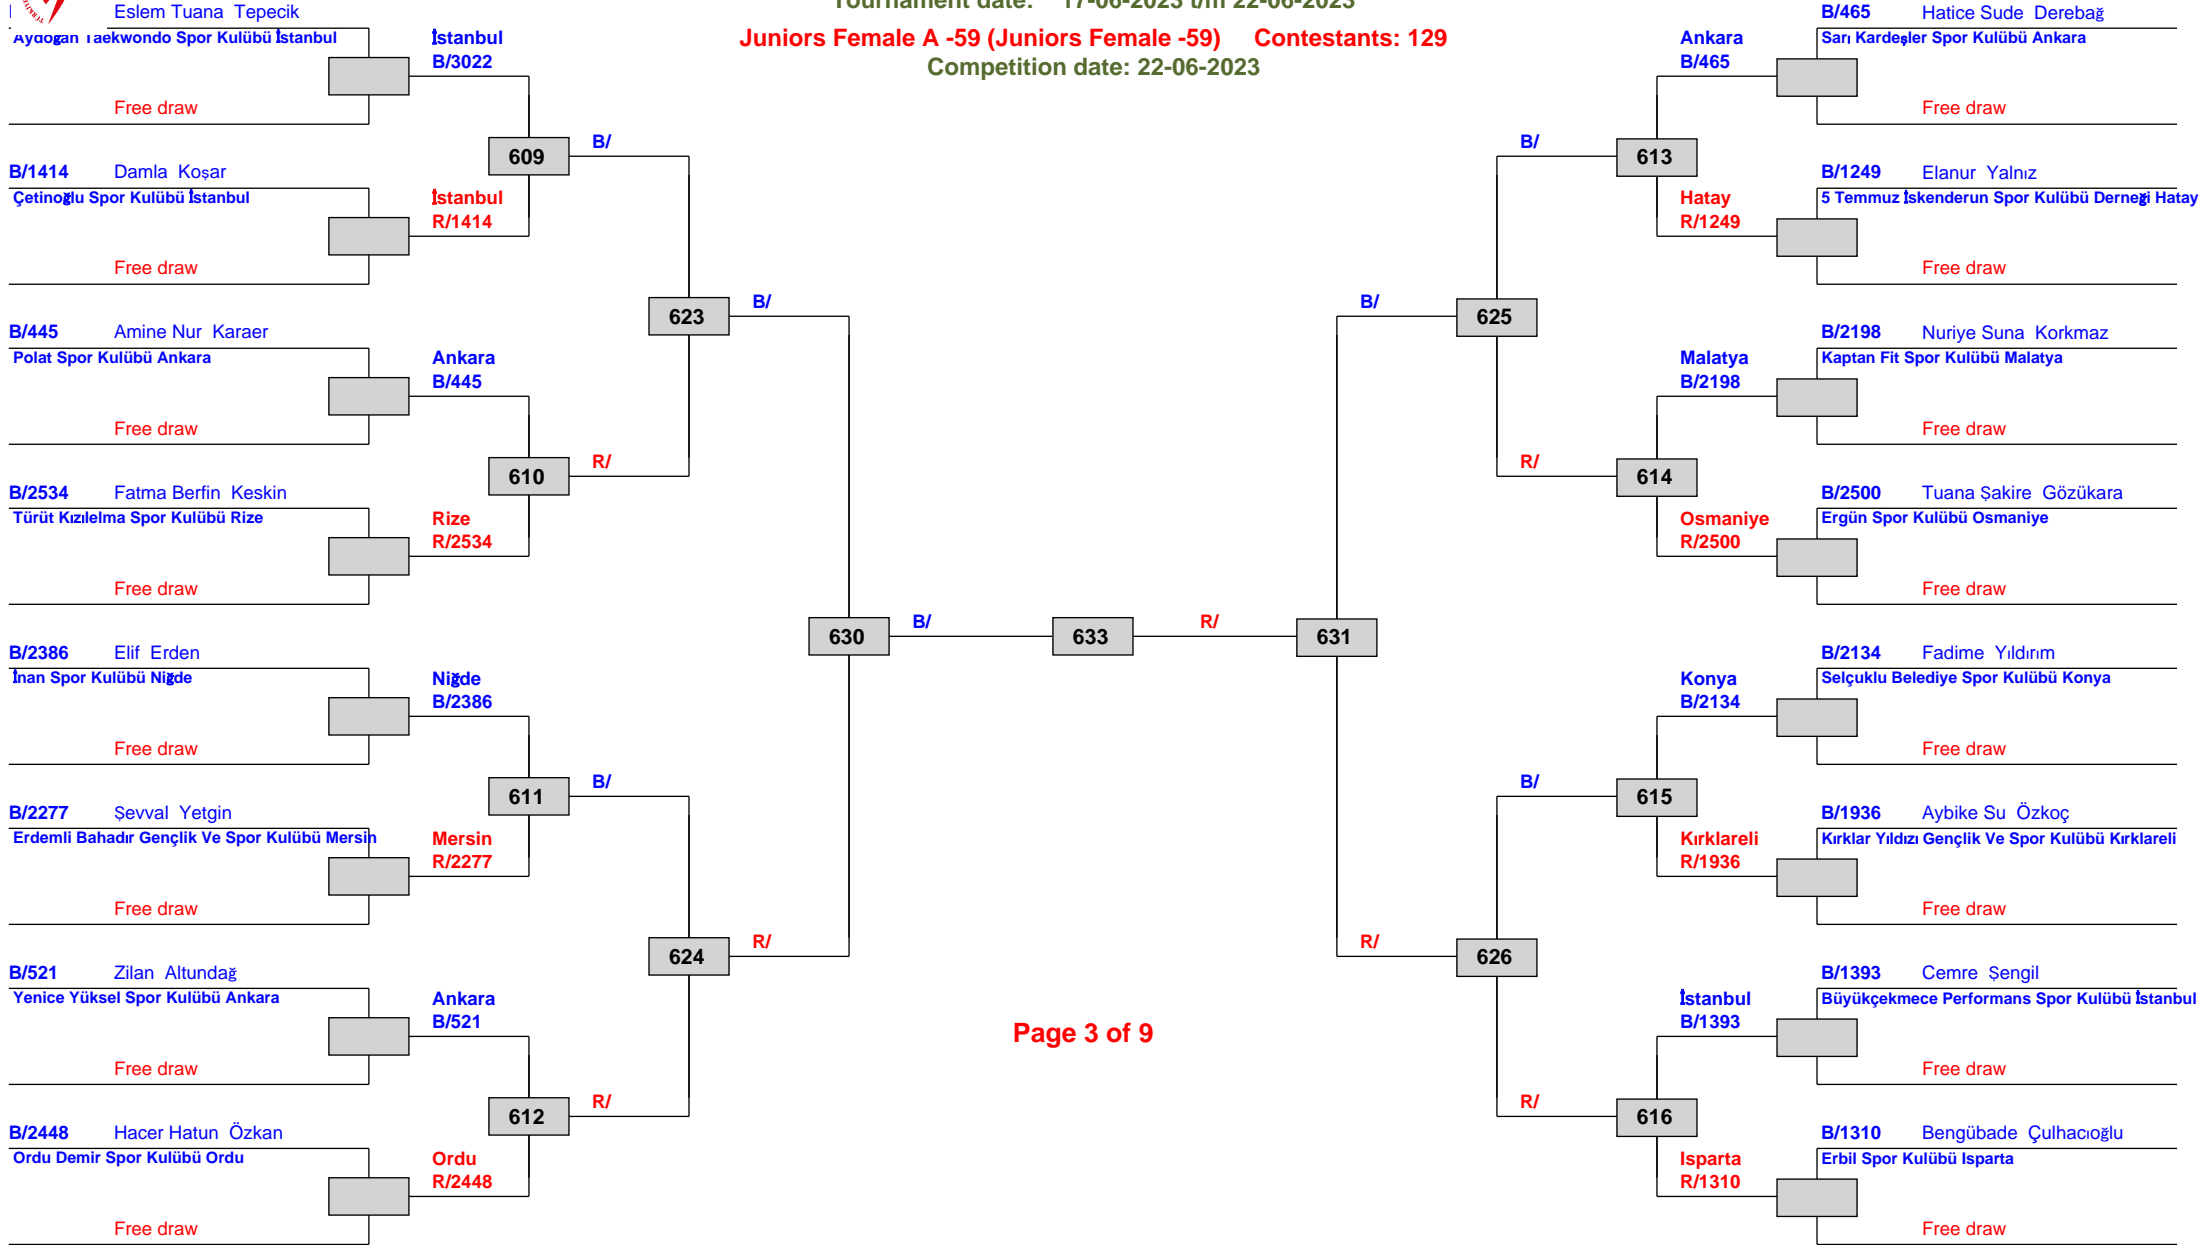 Tournament date: 17-06-2023 t/m 22-06-2023
Juniors Female A -59 (Juniors Female -59) Contestants: 129
Competition date: 22-06-2023
Eslem Tuana Tepecik
Aydoğan Taekwondo Spor Kulübü İstanbul
Free draw
İstanbul
B/3022
B/1414 Damla Koşar
Çetinoğlu Spor Kulübü İstanbul
Free draw
İstanbul
R/1414
609
B/
B/445 Amine Nur Karaer
Polat Spor Kulübü Ankara
Free draw
Ankara
B/445
B/2534 Fatma Berfin Keskin
Türüt Kızılelma Spor Kulübü Rize
Free draw
Rize
R/2534
610
R/
623
B/
B/2386 Elif Erden
İnan Spor Kulübü Niğde
Free draw
Niğde
B/2386
B/2277 Şevval Yetgin
Erdemli Bahadır Gençlik Ve Spor Kulübü Mersin
Free draw
Mersin
R/2277
611
B/
B/521 Zilan Altundağ
Yenice Yüksel Spor Kulübü Ankara
Free draw
Ankara
B/521
B/2448 Hacer Hatun Özkan
Ordu Demir Spor Kulübü Ordu
Free draw
Ordu
R/2448
612
R/
624
R/
630
B/
633
R/
631
B/465 Hatice Sude Derebağ
Sarı Kardeşler Spor Kulübü Ankara
Free draw
Ankara
B/465
B/1249 Elanur Yalnız
5 Temmuz İskenderun Spor Kulübü Derneği Hatay
Free draw
Hatay
R/1249
613
B/
B/2198 Nuriye Suna Korkmaz
Kaptan Fit Spor Kulübü Malatya
Free draw
Malatya
B/2198
B/2500 Tuana Şakire Gözükara
Ergün Spor Kulübü Osmaniye
Free draw
Osmaniye
R/2500
614
R/
625
B/
B/2134 Fadime Yıldırım
Selçuklu Belediye Spor Kulübü Konya
Free draw
Konya
B/2134
B/1936 Aybike Su Özkoç
Kırklar Yıldızı Gençlik Ve Spor Kulübü Kırklareli
Free draw
Kırklareli
R/1936
615
B/
B/1393 Cemre Şengil
Büyükçekmece Performans Spor Kulübü İstanbul
Free draw
İstanbul
B/1393
B/1310 Bengübade Çulhacıoğlu
Erbil Spor Kulübü Isparta
Free draw
Isparta
R/1310
616
R/
626
R/
Page 3 of 9